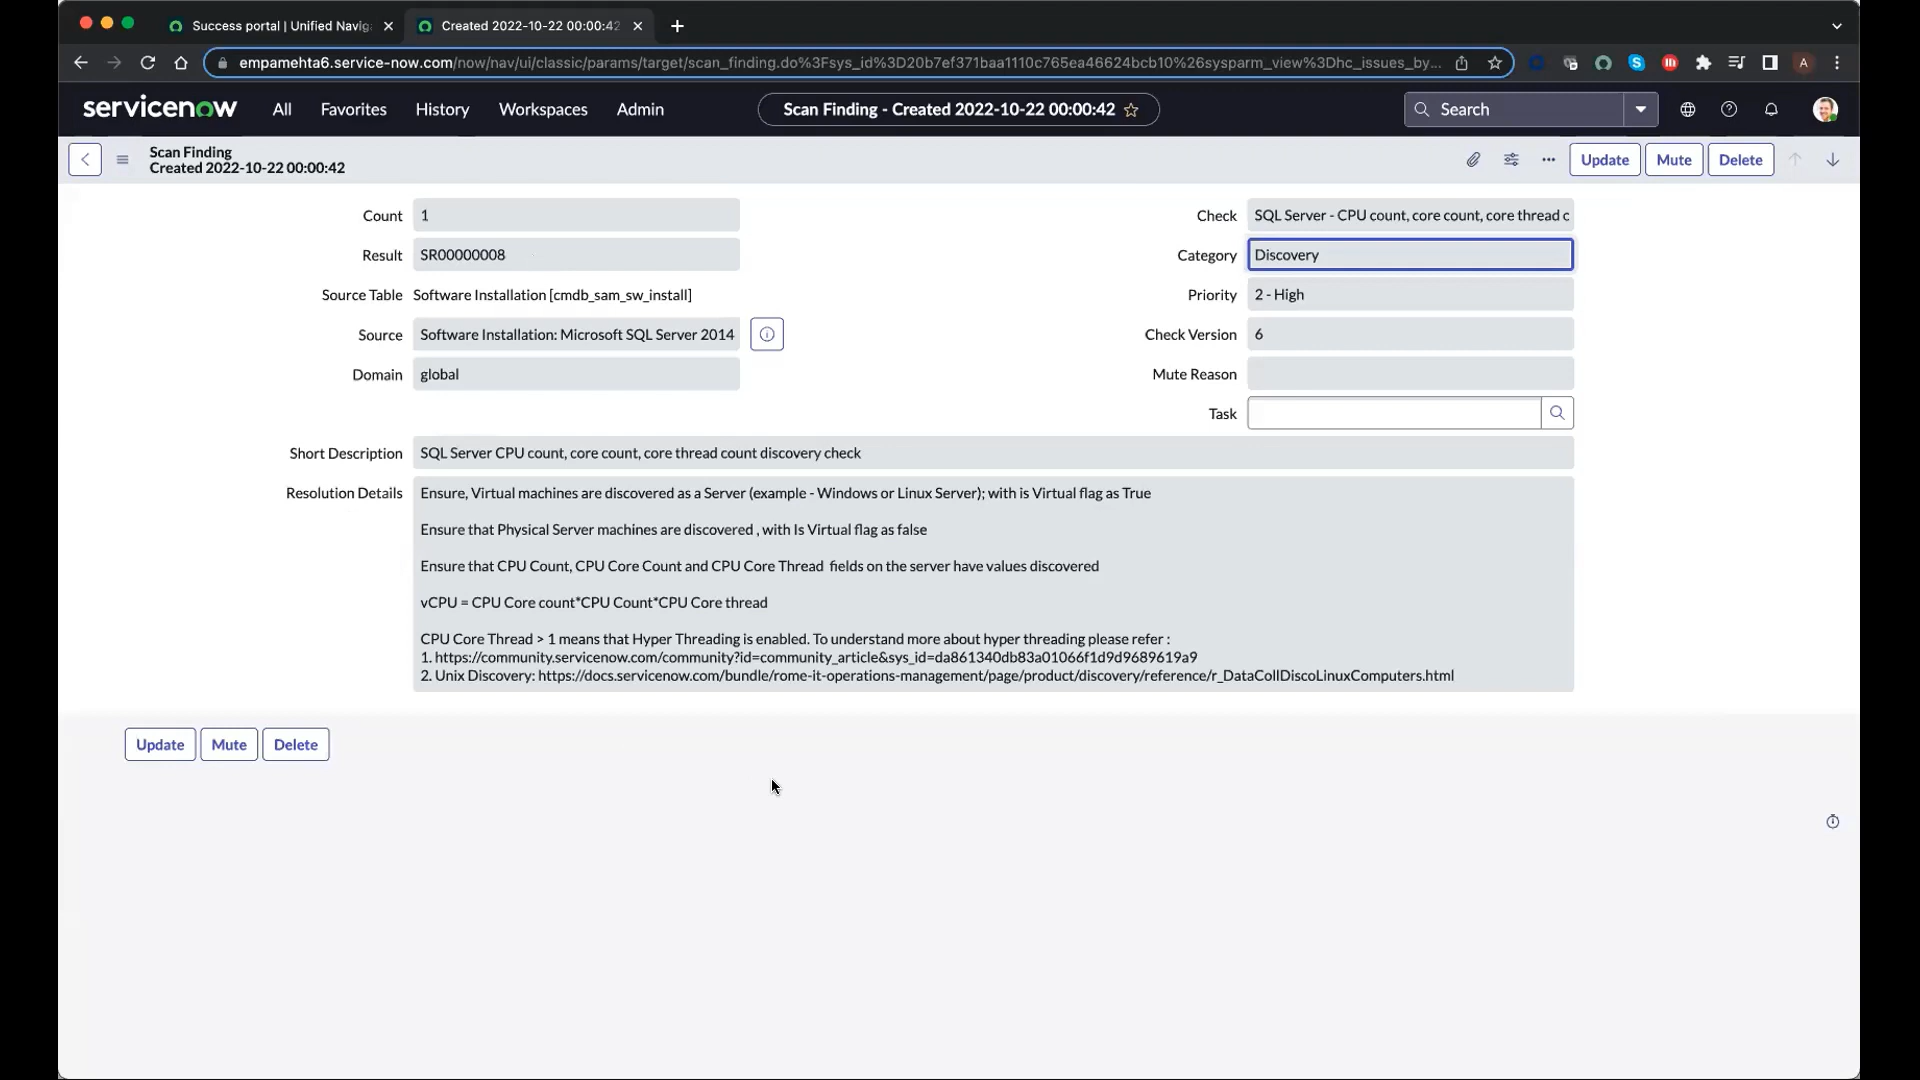 Success portal | Unified Navig
Created 2022-10-22 00:00:42
empamehta6.service-now.com/now/nav/ui/classic/params/target/scan_finding.do%3Fsys_id%3D20b7ef371baa1110c765ea46624bcb10%26sysparm_view%3Dhc_issues_by...
A
servicenow
All
Favorites
History
Workspaces
Admin
Scan Finding - Created 2022-10-22 00:00:42
Search
Scan Finding
Created 2022-10-22 00:00:42
Update
Mute
Delete
Count 1
Check SQL Server - CPU count, core count, core thread c
Result SR00000008
Category Discovery
Source Table Software Installation [cmdb_sam_sw_install]
Priority 2 - High
Source Software Installation: Microsoft SQL Server 2014
Check Version 6
Domain global
Mute Reason
Task
Short Description SQL Server CPU count, core count, core thread count discovery check
Resolution Details Ensure, Virtual machines are discovered as a Server (example - Windows or Linux Server); with is Virtual flag as True
Ensure that Physical Server machines are discovered , with Is Virtual flag as false
Ensure that CPU Count, CPU Core Count and CPU Core Thread fields on the server have values discovered
vCPU = CPU Core count*CPU Count*CPU Core thread
CPU Core Thread > 1 means that Hyper Threading is enabled. To understand more about hyper threading please refer :
1. https://community.servicenow.com/community?id=community_article&sys_id=da861340db83a01066f1d9d9689619a9
2. Unix Discovery: https://docs.servicenow.com/bundle/rome-it-operations-management/page/product/discovery/reference/r_DataCollDiscoLinuxComputers.html
Update
Mute
Delete